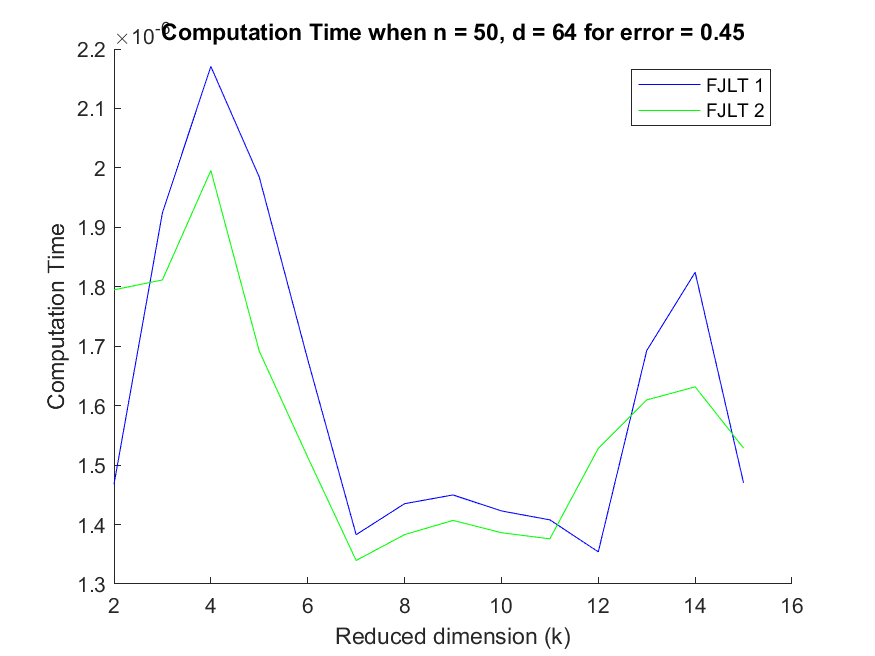 ×10-6
Computation Time when n = 50, d = 64 for error = 0.45
2.2
2.1
2
1.9
1.8
1.7
1.6
1.5
1.4
1.3
Computation Time
FJLT 1
FJLT 2
2 4 6 8 10 12 14 16
Reduced dimension (k)